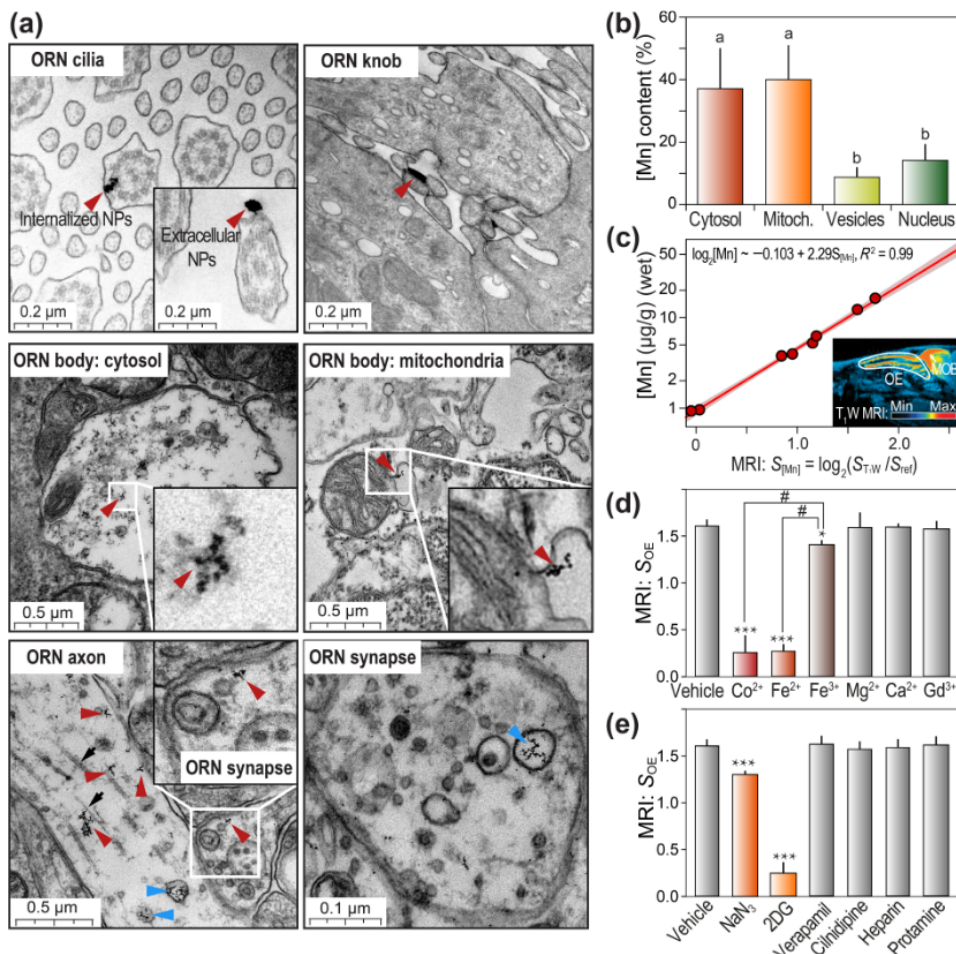 (a)
ORN cilia
Internalized NPs
Extracellular
NPs
0.2 μm
0.2 μm
ORN knob
0.2 μm
ORN body: cytosol
0.5 μm
ORN body: mitochondria
0.5 μm
ORN axon
ORN synapse
0.5 μm
ORN synapse
0.1 μm
(b)
[Mn] content (%)
60
40
20
0
a
a
b
b
Cytosol Mitoch. Vesicles Nucleus
(c)
log₂[Mn] ~ −0.103 + 2.29S[Mn], R² = 0.99
[Mn] (μg/g) (wet)
50
20
10
5
2
1
OE
MOB
T₁W MRI: Min Max
0 1.0 2.0
MRI: S[Mn] = log₂(ST₁W/Sref)
(d)
MRI: SOE
1.5
1.0
0.5
0
#
#
*
***
***
Vehicle Co²⁺ Fe²⁺ Fe³⁺ Mg²⁺ Ca²⁺ Gd³⁺
(e)
MRI: SOE
1.5
1.0
0.5
0.0
***
***
Vehicle
NaN₃
2DG
Verapamil
Cilnidipine
Heparin
Protamine